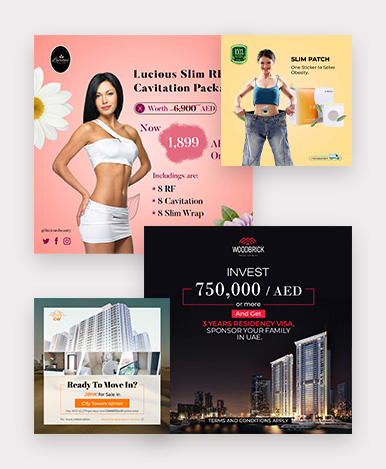 Lucious Slim RF
Cavitation Packa
Worth 6,900 AED
Now
1,899
AE
On
Includings are:
8 RF
8 Cavitation
8 Slim Wrap
@luciousbeauty
SLIM PATCH
One Sticker to Solve
Obesity.
WOODBRICK
INVEST
750,000 / AED
or more
And Get
3 YEARS RESIDENCY VISA,
SPONSOR YOUR FAMILY
IN UAE.
TERMS AND CONDITIONS APPLY
Ready To Move In?
2BHK for Sale in
City Towers Ajman